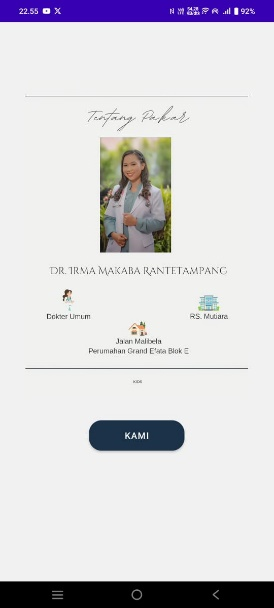 22.55
92%
Tentang Pakar
DR. IRMA MAKABA RANTETAMPANG
Dokter Umum
RS. Mutiara
Jalan Malibela
Perumahan Grand Efata Blok E
KAMI